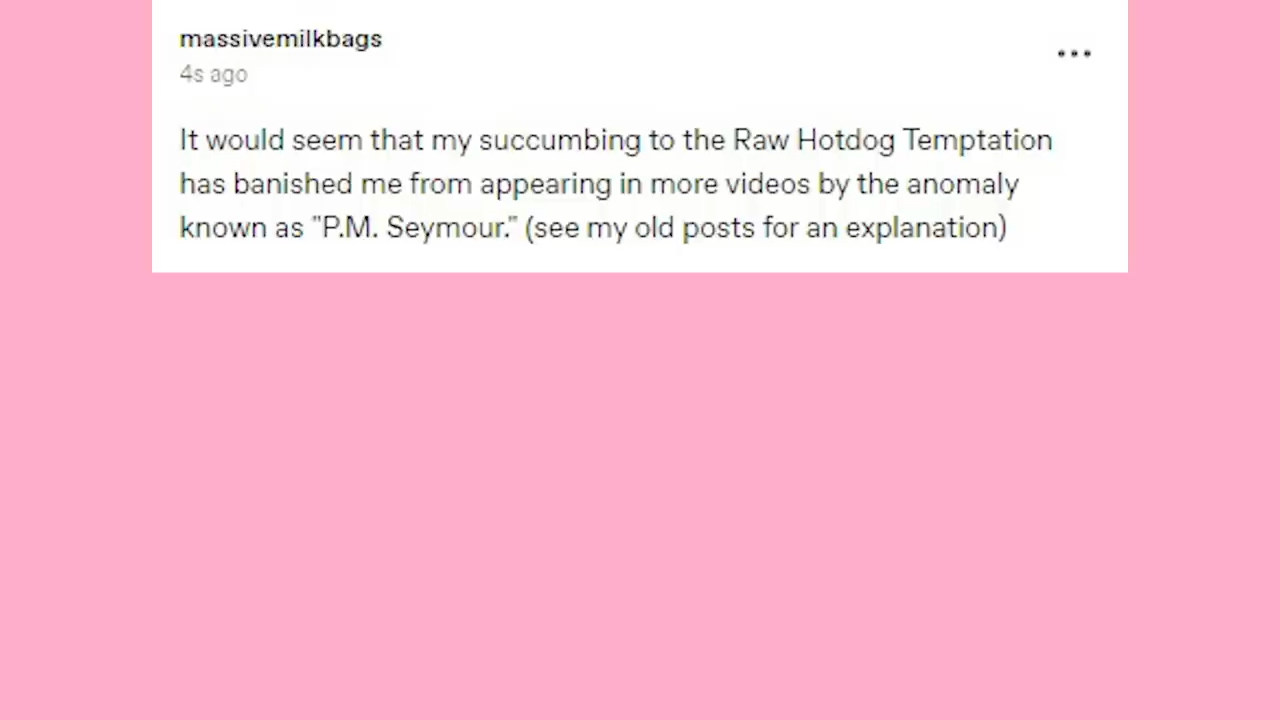 massivemilkbags
4s ago
It would seem that my succumbing to the Raw Hotdog Temptation
has banished me from appearing in more videos by the anomaly
known as "P.M. Seymour." (see my old posts for an explanation)